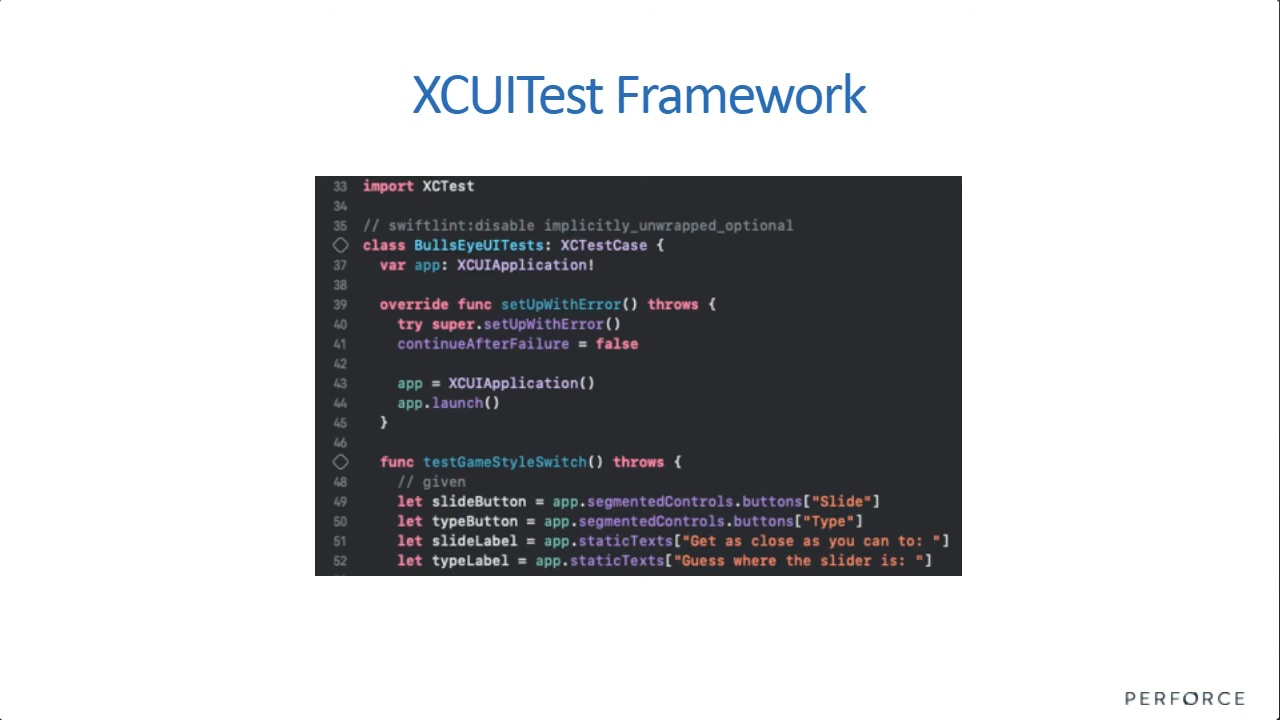 XCUITest Framework
33 import XCTest
34
35 // swiftlint:disable implicitly_unwrapped_optional
class BullsEyeUITests: XCTestCase {
37 var app: XCUIApplication!
38
39 override func setUpWithError() throws {
40 try super.setUpWithError()
41 continueAfterFailure = false
42
43 app = XCUIApplication()
44 app.launch()
45 }
46
func testGameStyleSwitch() throws {
48 // given
49 let slideButton = app.segmentedControls.buttons["Slide"]
50 let typeButton = app.segmentedControls.buttons["Type"]
51 let slideLabel = app.staticTexts["Get as close as you can to: "]
52 let typeLabel = app.staticTexts["Guess where the slider is: "]
PERFORCE